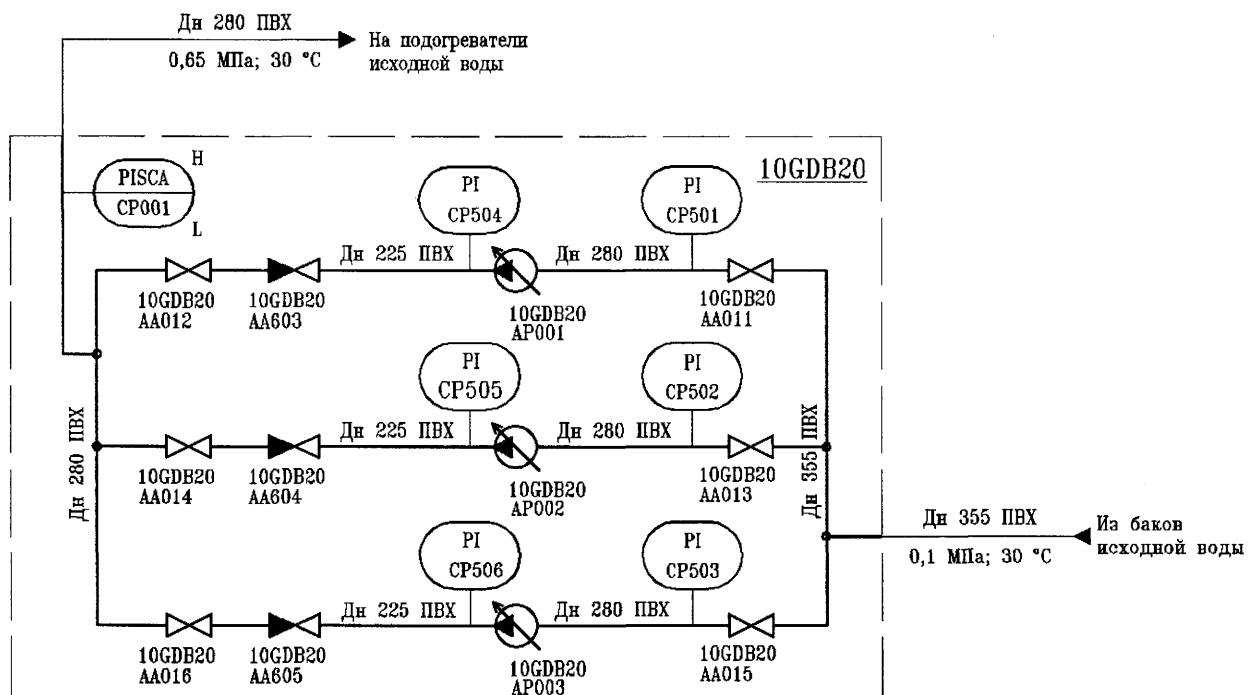 Дн 280 ПВХ
0,65 МПа; 30 °C
На подогреватели
исходной воды
10GDB20
PISCA
CP001
H
L
PI
CP504
PI
CP501
Дн 225 ПВХ
Дн 280 ПВХ
10GDB20
AA012
10GDB20
AA603
10GDB20
AP001
10GDB20
AA011
PI
CP505
PI
CP502
Дн 225 ПВХ
Дн 280 ПВХ
10GDB20
AA014
10GDB20
AA604
10GDB20
AP002
10GDB20
AA013
Дн 280 ПВХ
Дн 355 ПВХ
Дн 355 ПВХ
0,1 МПа; 30 °C
Из баков
исходной воды
PI
CP506
PI
CP503
Дн 225 ПВХ
Дн 280 ПВХ
10GDB20
AA016
10GDB20
AA605
10GDB20
AP003
10GDB20
AA015